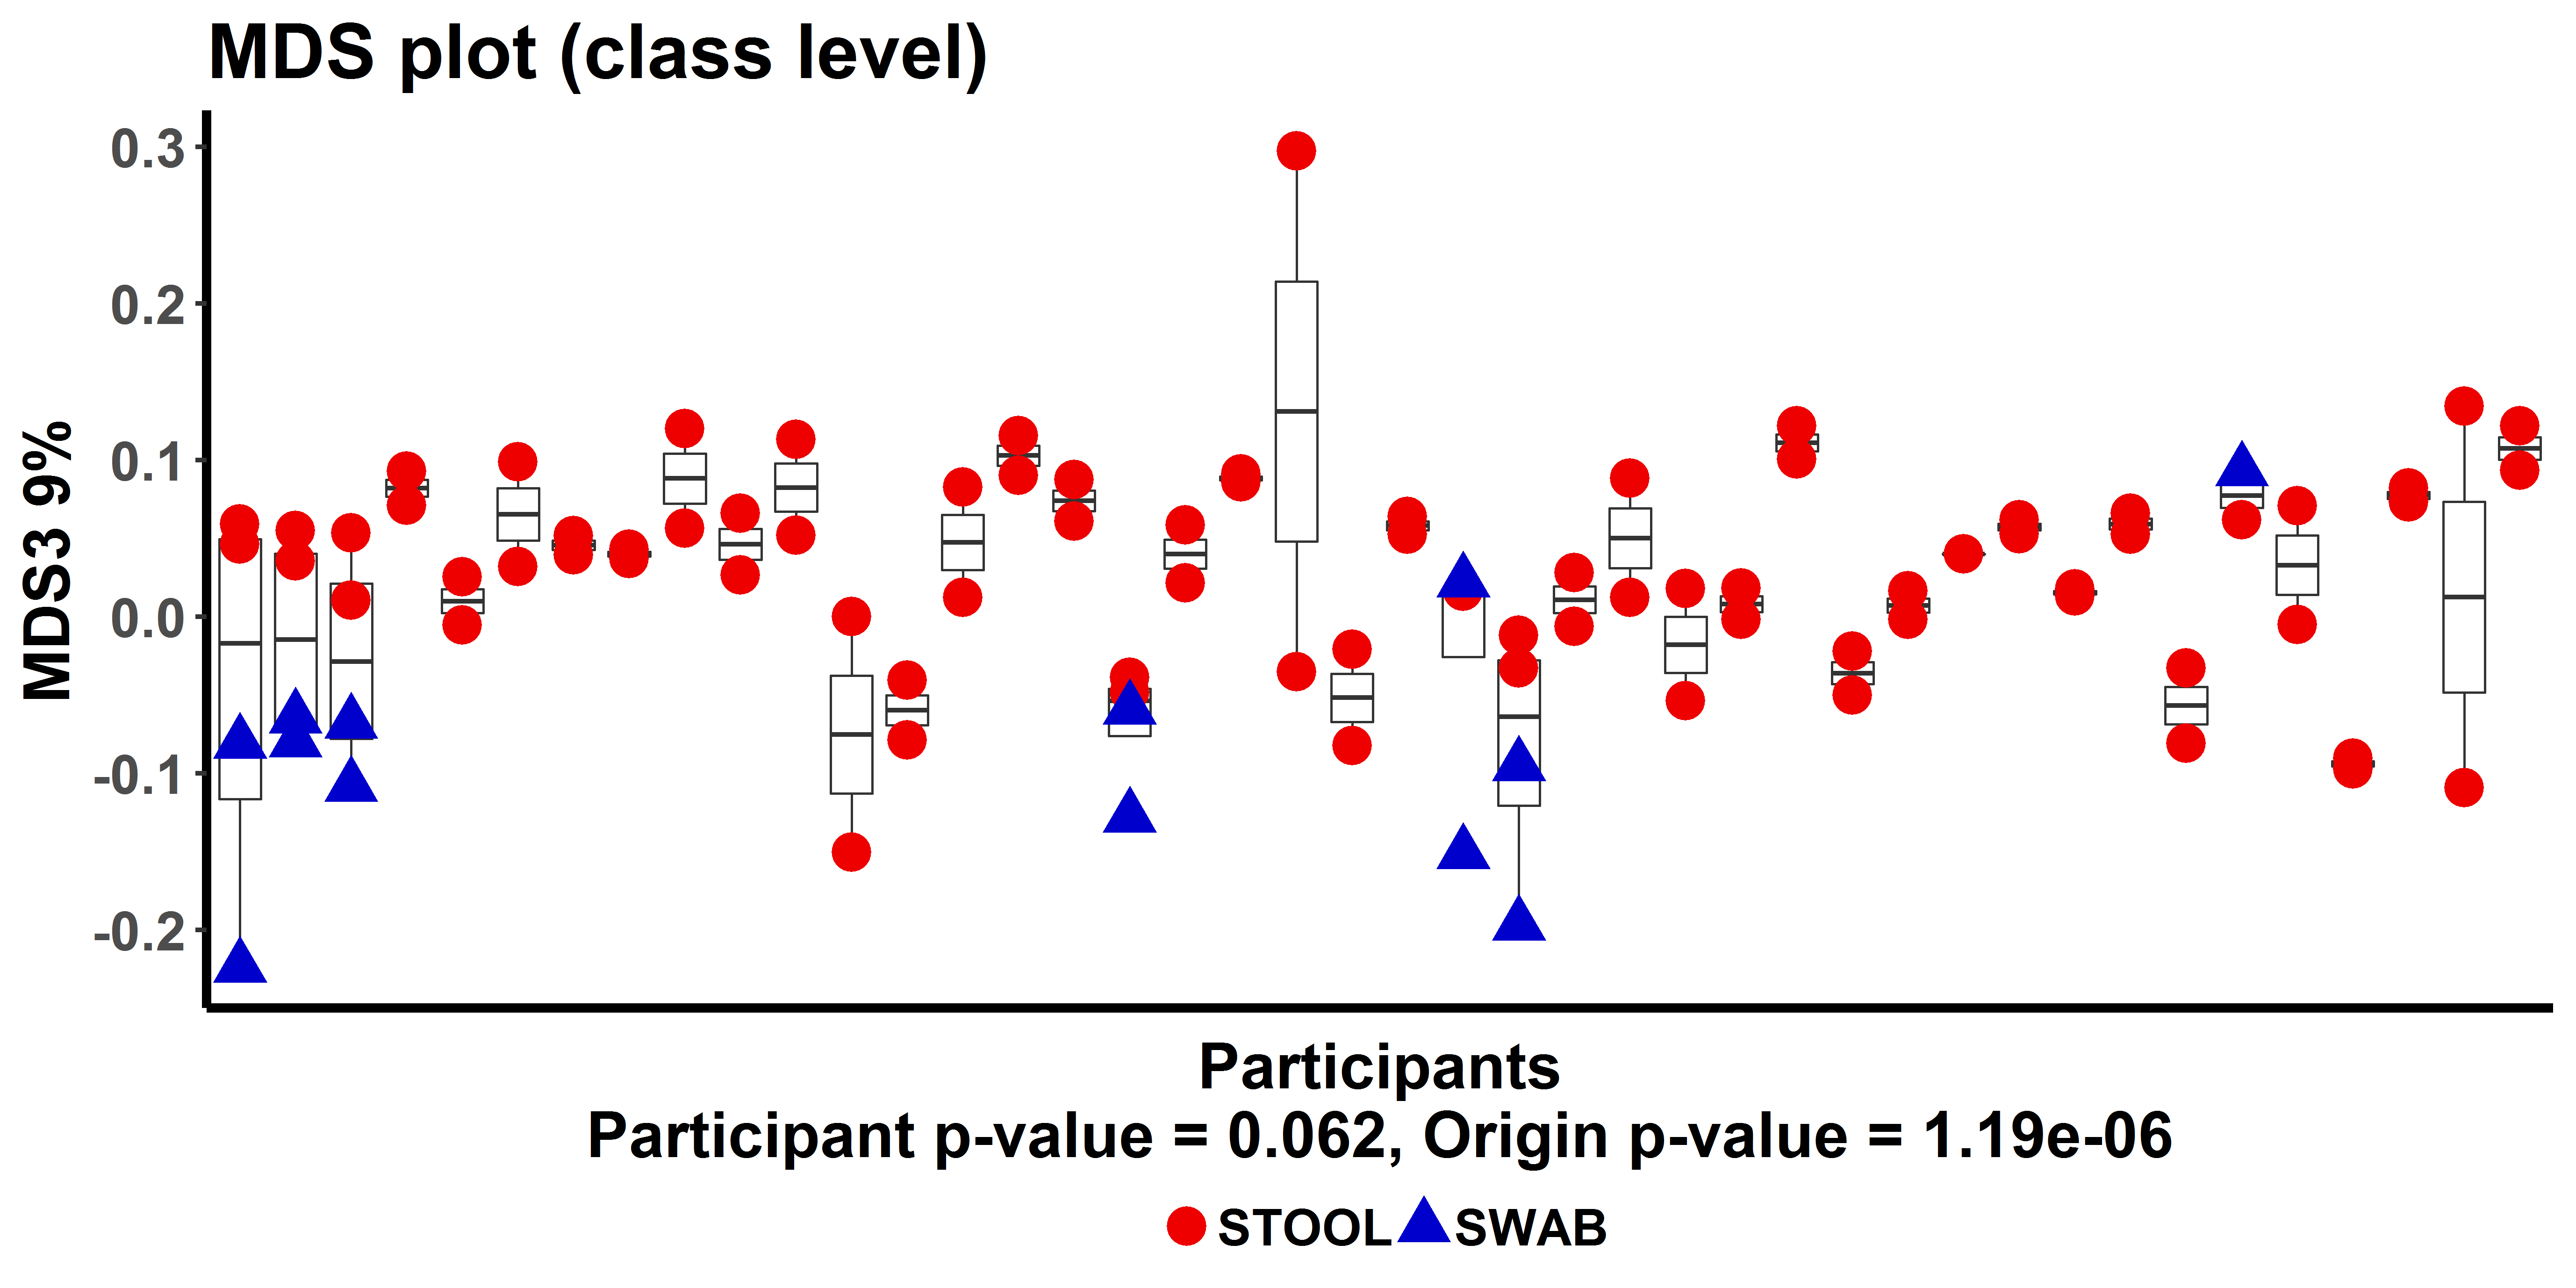 MDS plot (class level)
0.3
0.2
0.1
0.0
-0.1
-0.2
MDS3 9%
Participants
Participant p-value = 0.062, Origin p-value = 1.19e-06
STOOL SWAB